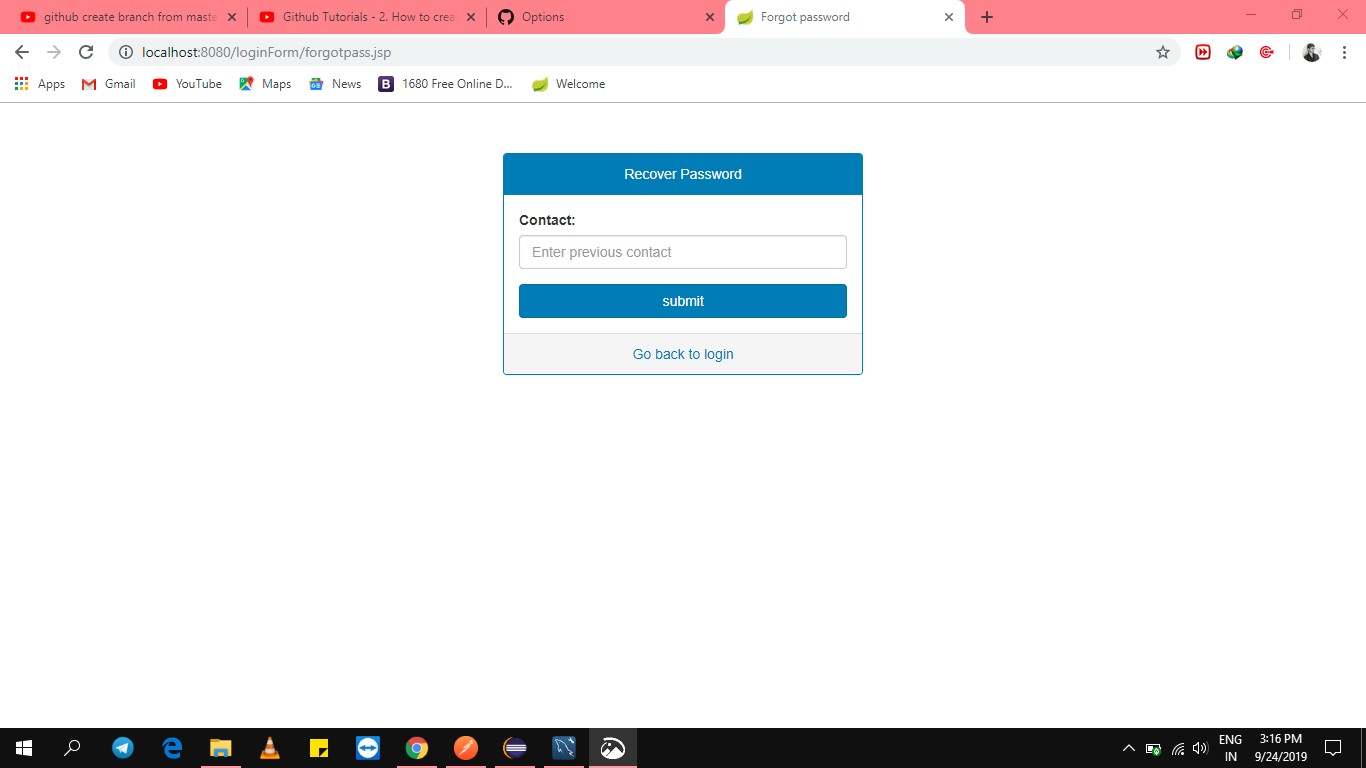 github create branch from maste
Github Tutorials - 2. How to crea
Options
Forgot password
localhost:8080/loginForm/forgotpass.jsp
Apps
Gmail
YouTube
Maps
News
B
1680 Free Online D...
Welcome
Recover Password
Contact:
Enter previous contact
submit
Go back to login
ENG
IN
3:16 PM
9/24/2019